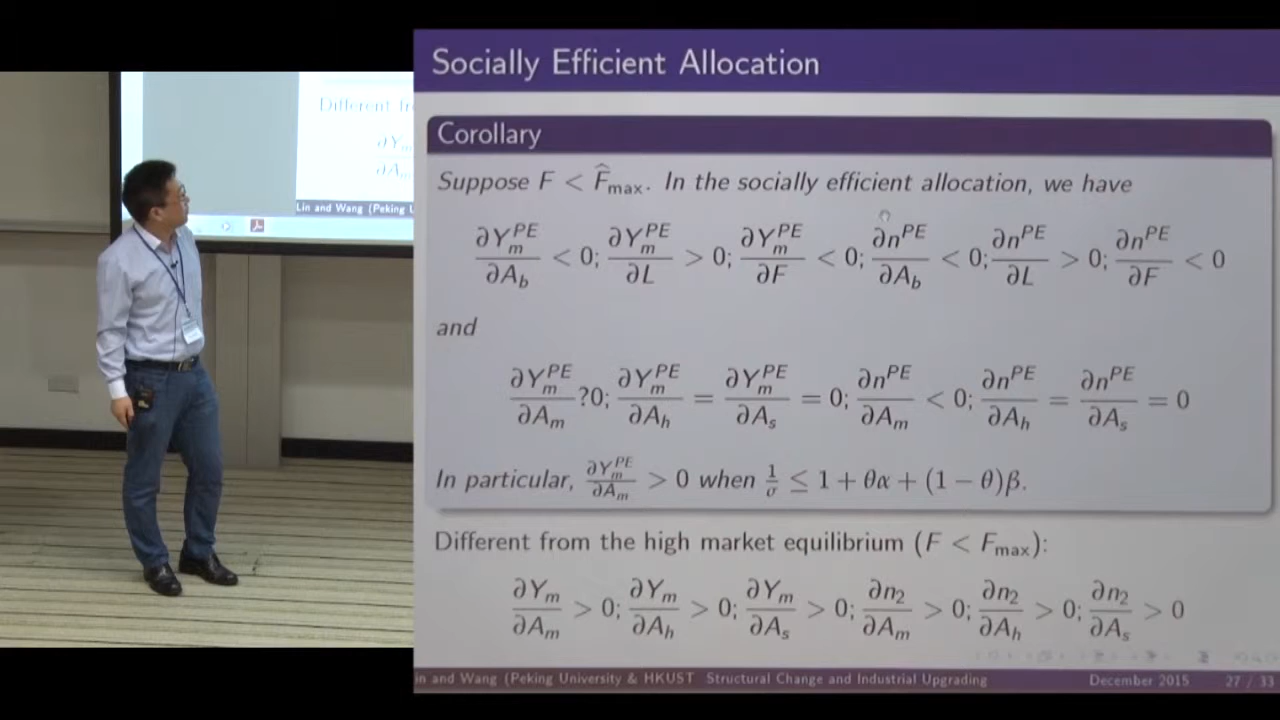 Socially Efficient Allocation
Corollary
Suppose F < F̂max. In the socially efficient allocation, we have
∂Y_m^PE/∂A_b < 0; ∂Y_m^PE/∂L > 0; ∂Y_m^PE/∂F < 0; ∂n^PE/∂A_b < 0; ∂n^PE/∂L > 0; ∂n^PE/∂F < 0
and
∂Y_m^PE/∂A_m ?0; ∂Y_m^PE/∂A_h = ∂Y_m^PE/∂A_s = 0; ∂n^PE/∂A_m < 0; ∂n^PE/∂A_h = ∂n^PE/∂A_s = 0
In particular, ∂Y_m^PE/∂A_m > 0 when 1/σ ≤ 1 + θα + (1 − θ)β.
Different from the high market equilibrium (F < Fmax):
∂Y_m/∂A_m > 0; ∂Y_m/∂A_h > 0; ∂Y_m/∂A_s > 0; ∂n_2/∂A_m > 0; ∂n_2/∂A_h > 0; ∂n_2/∂A_s > 0
in and Wang (Peking University & HKUST Structural Change and Industrial Upgrading December 2015 27 / 33
Different fr
∂Y_m
∂A_m
Lin and Wang (Peking U